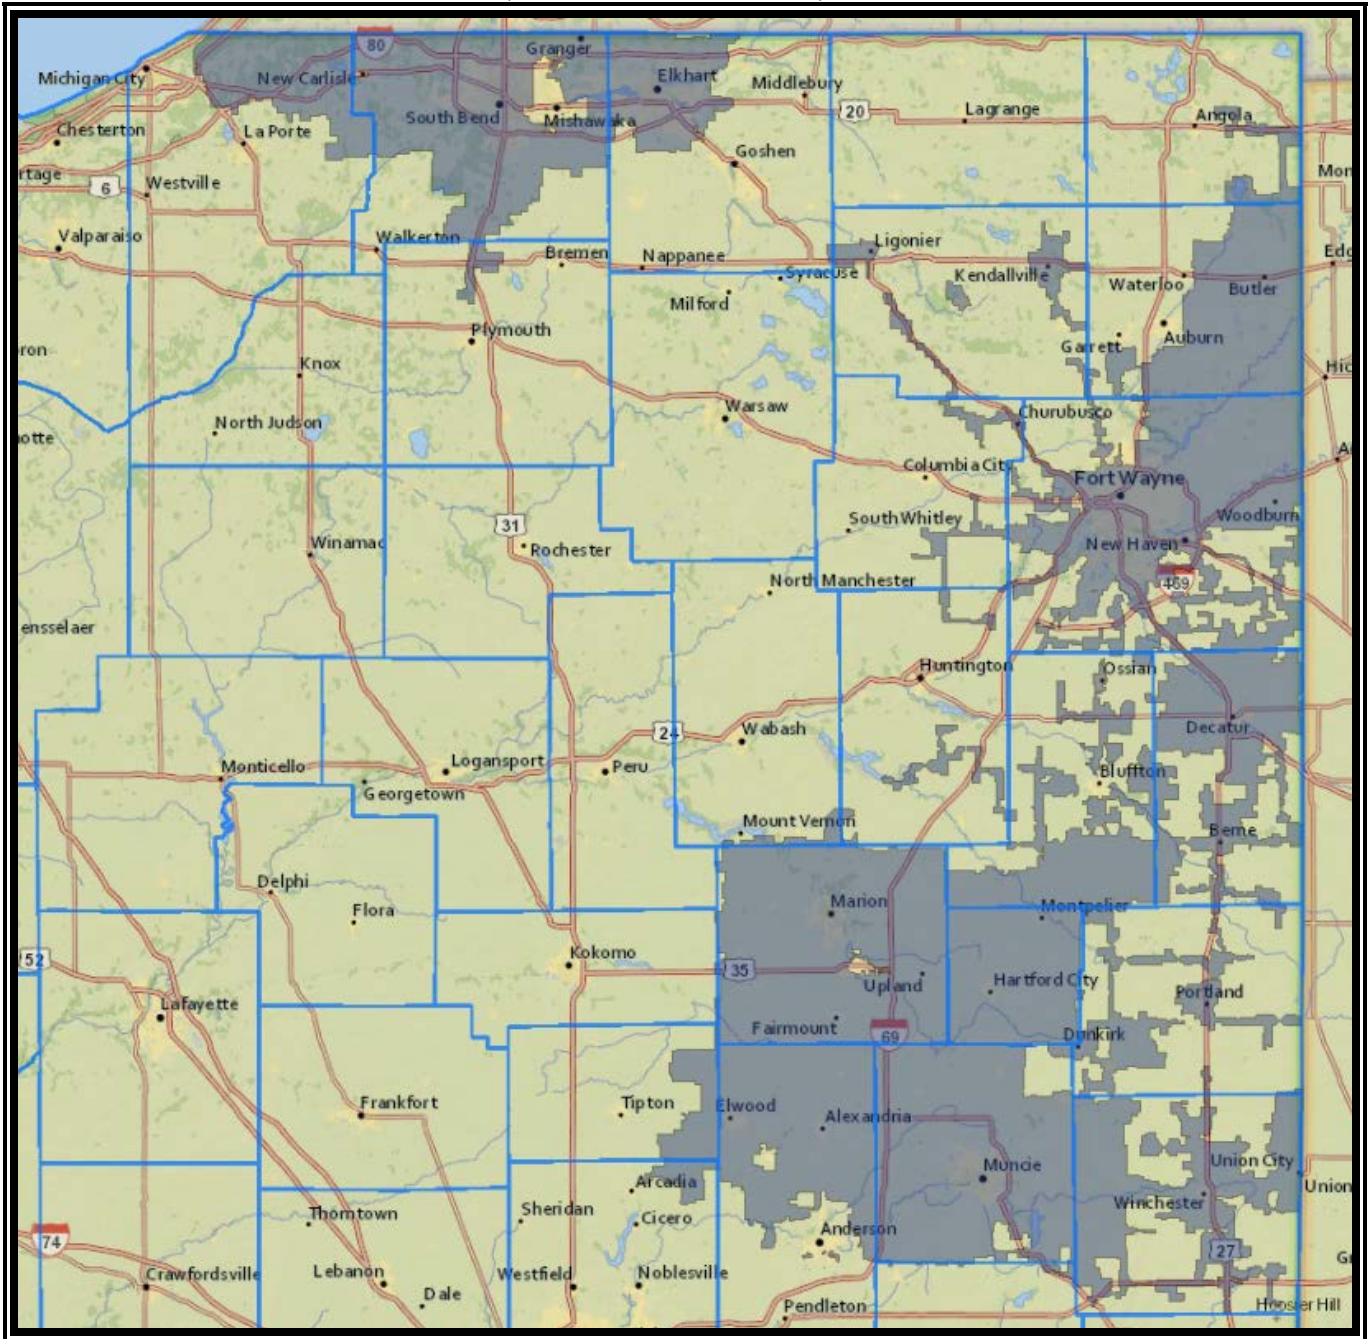 80
Granger
Michigan City
New Carlisle
Elkhart
Middlebury
South Bend
Mishawaka
20
Lagrange
Angola
Chesterton
La Porte
Goshen
rtage
6
Westville
Mon
Valparaiso
Walkerton
Bremen
Nappanee
Ligonier
Syracuse
Kendallville
Waterloo
Butler
Edg
Milford
Plymouth
Garrett
Auburn
ron
Knox
Hic
Warsaw
Churubusco
North Judson
otte
Columbia City
Fort Wayne
South Whitley
Woodburn
31
Rochester
Winamac
New Haven
North Manchester
469
ensselaer
Huntington
Ossian
24
Wabash
Decatur
Monticello
Logansport
Peru
Bluffton
Georgetown
Mount Vernon
Berne
Delphi
Flora
Marion
Montpelier
52
Kokomo
35
Upland
Hartford City
Portland
Lafayette
Fairmount
69
Dunkirk
Frankfort
Tipton
Elwood
Alexandria
Muncie
Union City
Union
Arcadia
Winchester
Thorntown
Sheridan
Cicero
Anderson
74
27
Crawfordsville
Lebanon
Westfield
Noblesville
Dale
Pendleton
Hoosier Hill